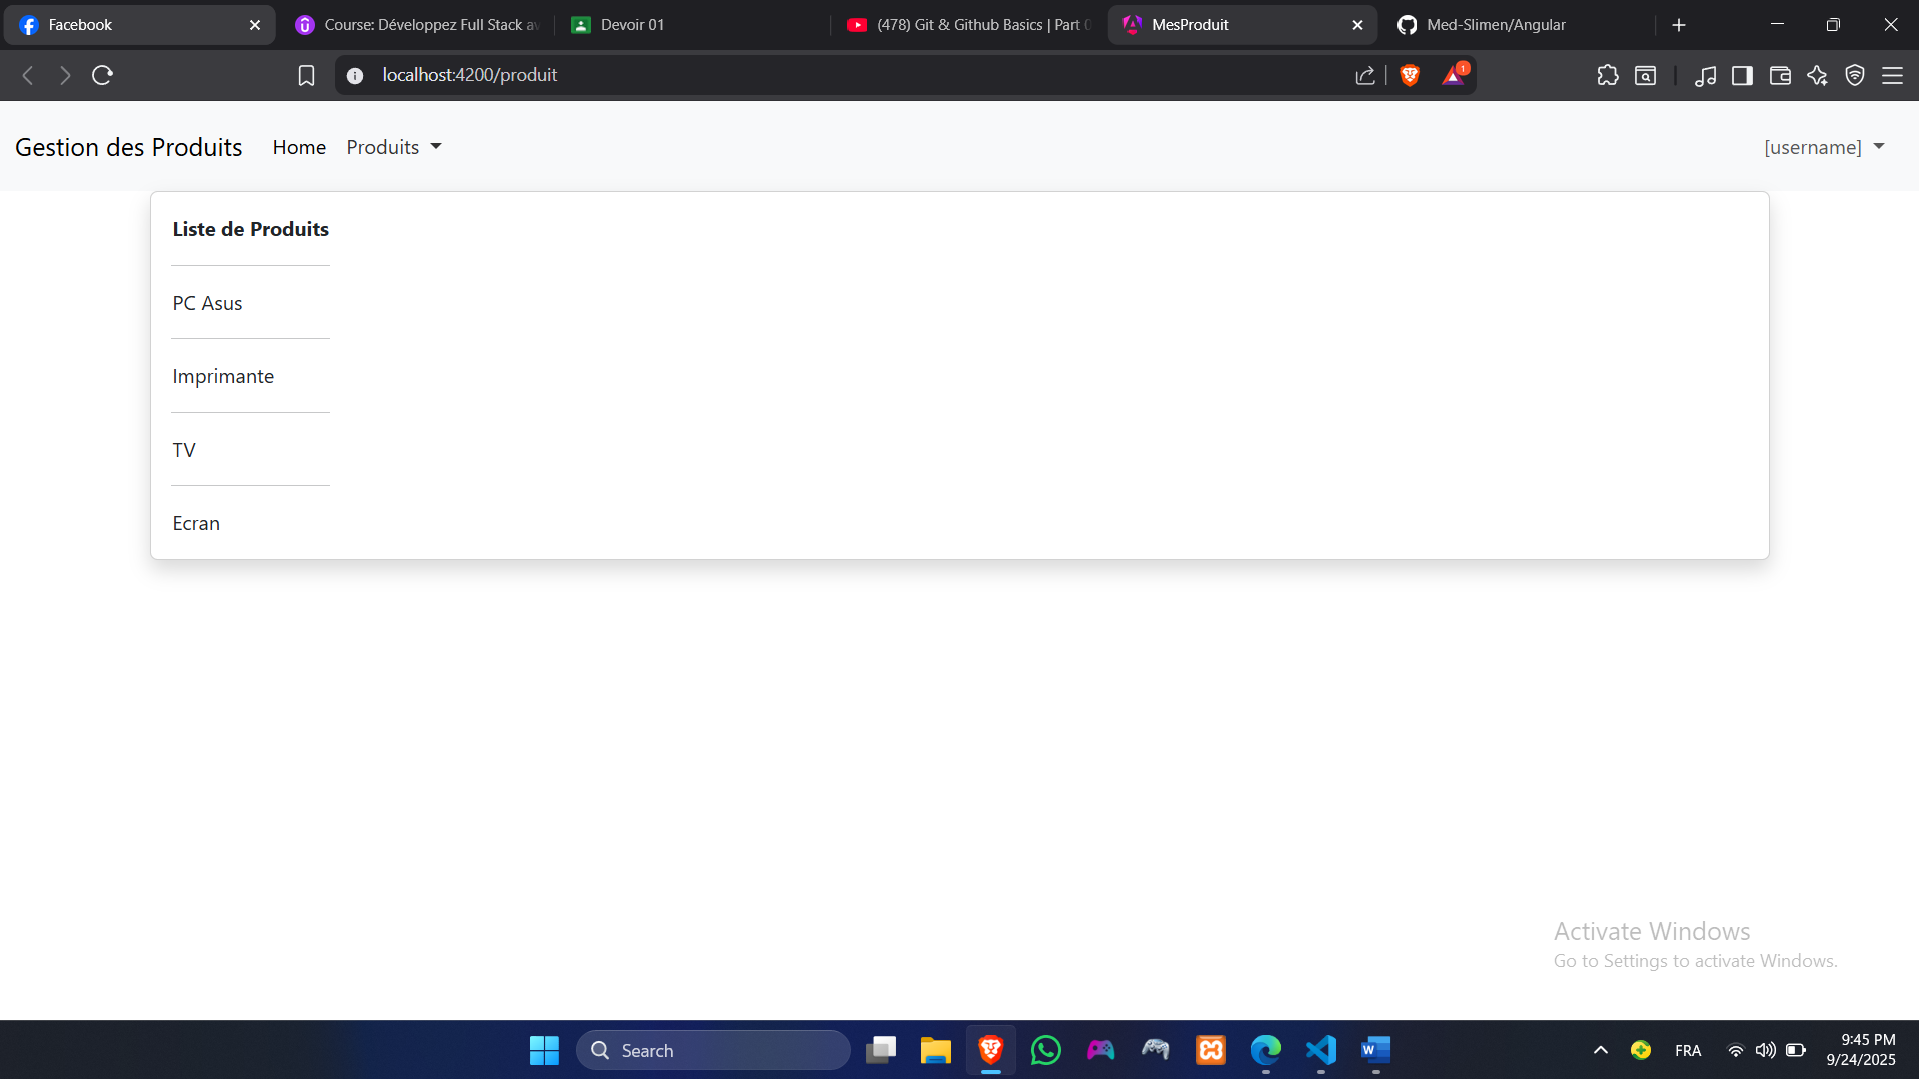 Facebook
Course: Développez Full Stack av
Devoir 01
(478) Git & Github Basics | Part 0
MesProduit
Med-Slimen/Angular
localhost:4200/produit
1
Gestion des Produits
Home
Produits
[username]
Liste de Produits
PC Asus
Imprimante
TV
Ecran
Activate Windows
Go to Settings to activate Windows.
Search
FRA
9:45 PM
9/24/2025